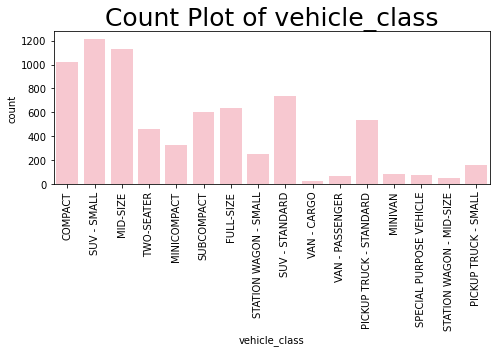 Count Plot of vehicle_class
count
1200
1000
800
600
400
200
0
COMPACT
SUV - SMALL
MID-SIZE
TWO-SEATER
MINICOMPACT
SUBCOMPACT
FULL-SIZE
STATION WAGON - SMALL
SUV - STANDARD
VAN - CARGO
VAN - PASSENGER
PICKUP TRUCK - STANDARD
MINIVAN
SPECIAL PURPOSE VEHICLE
STATION WAGON - MID-SIZE
PICKUP TRUCK - SMALL
vehicle_class